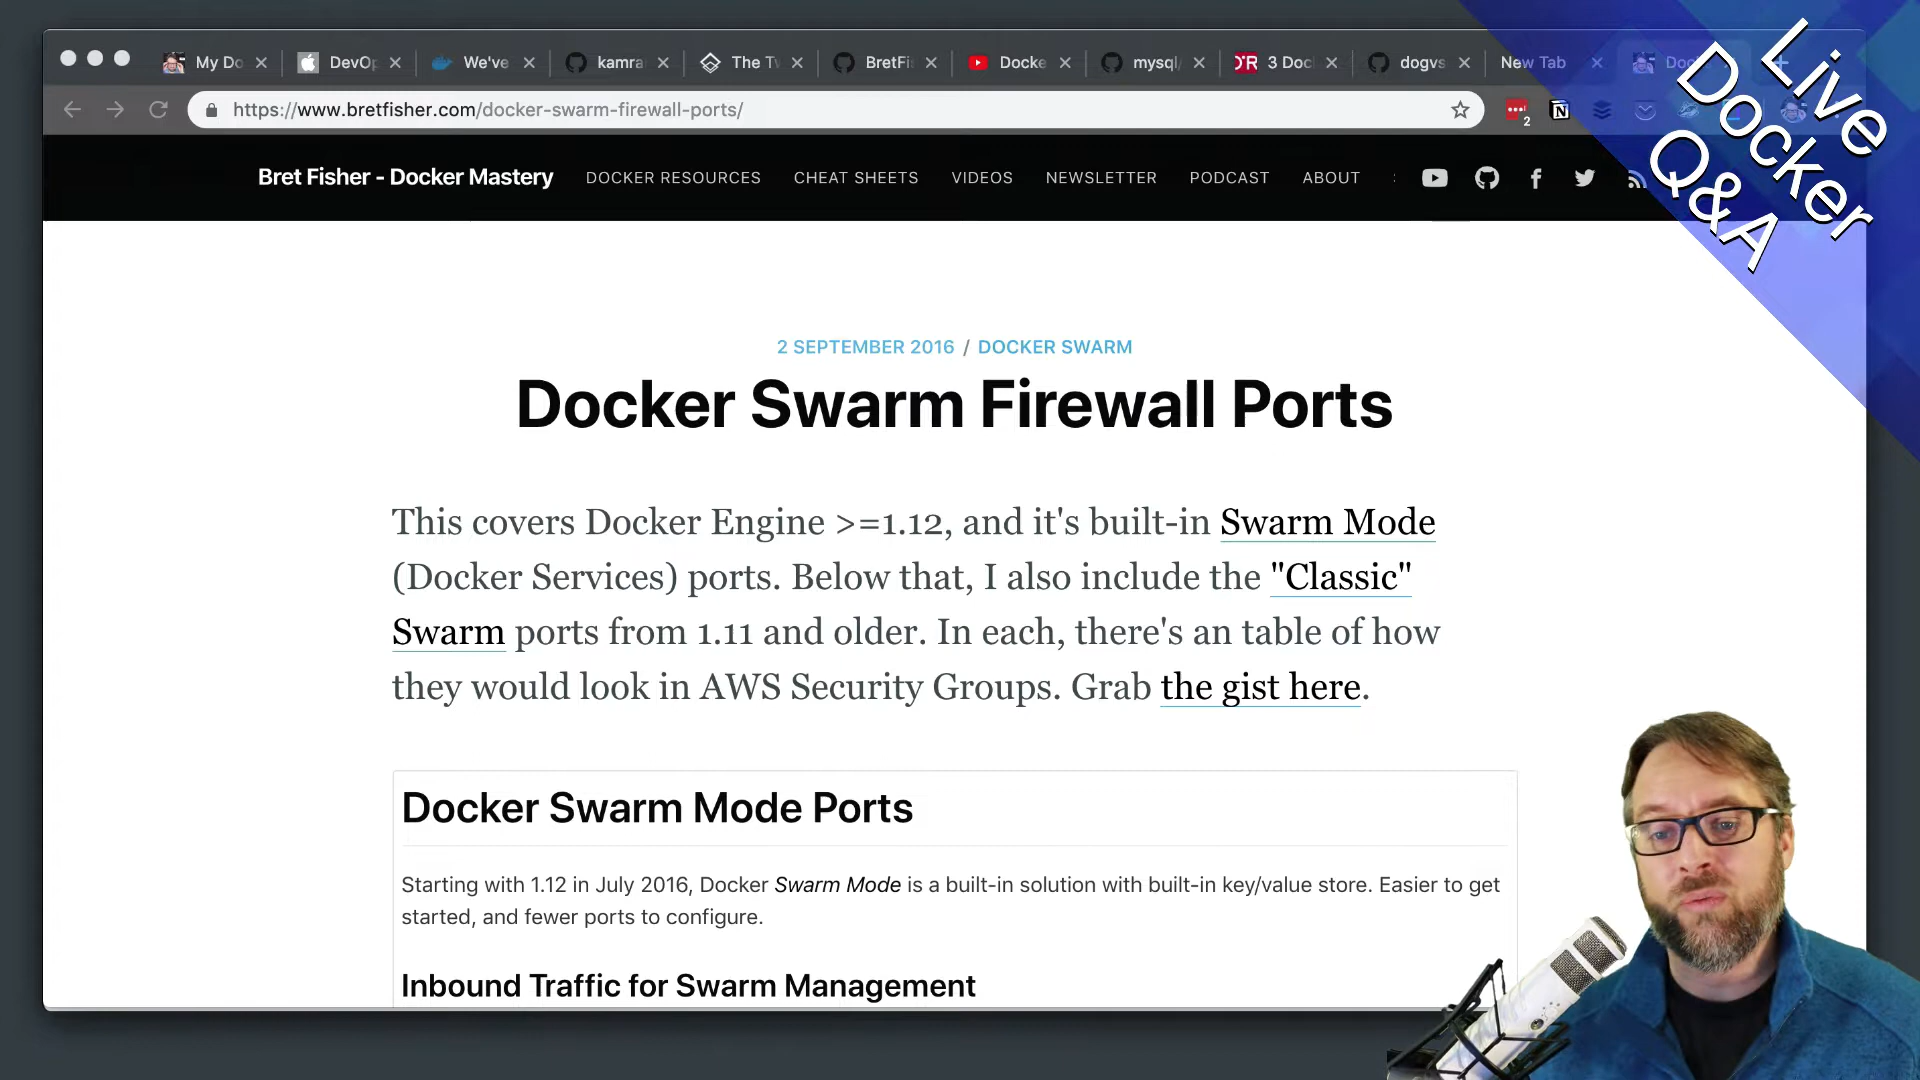 My Do
DevOp
We've
kamra
The Tw
BretFi
Docke
mysql/
3 Doc
dogvs
New Tab
https://www.bretfisher.com/docker-swarm-firewall-ports/
2
Live
Docker
Q&A
Bret Fisher - Docker Mastery
DOCKER RESOURCES
CHEAT SHEETS
VIDEOS
NEWSLETTER
PODCAST
ABOUT
2 SEPTEMBER 2016 / DOCKER SWARM
Docker Swarm Firewall Ports
This covers Docker Engine >=1.12, and it's built-in Swarm Mode
(Docker Services) ports. Below that, I also include the "Classic"
Swarm ports from 1.11 and older. In each, there's an table of how
they would look in AWS Security Groups. Grab the gist here.
Docker Swarm Mode Ports
Starting with 1.12 in July 2016, Docker Swarm Mode is a built-in solution with built-in key/value store. Easier to get
started, and fewer ports to configure.
Inbound Traffic for Swarm Management